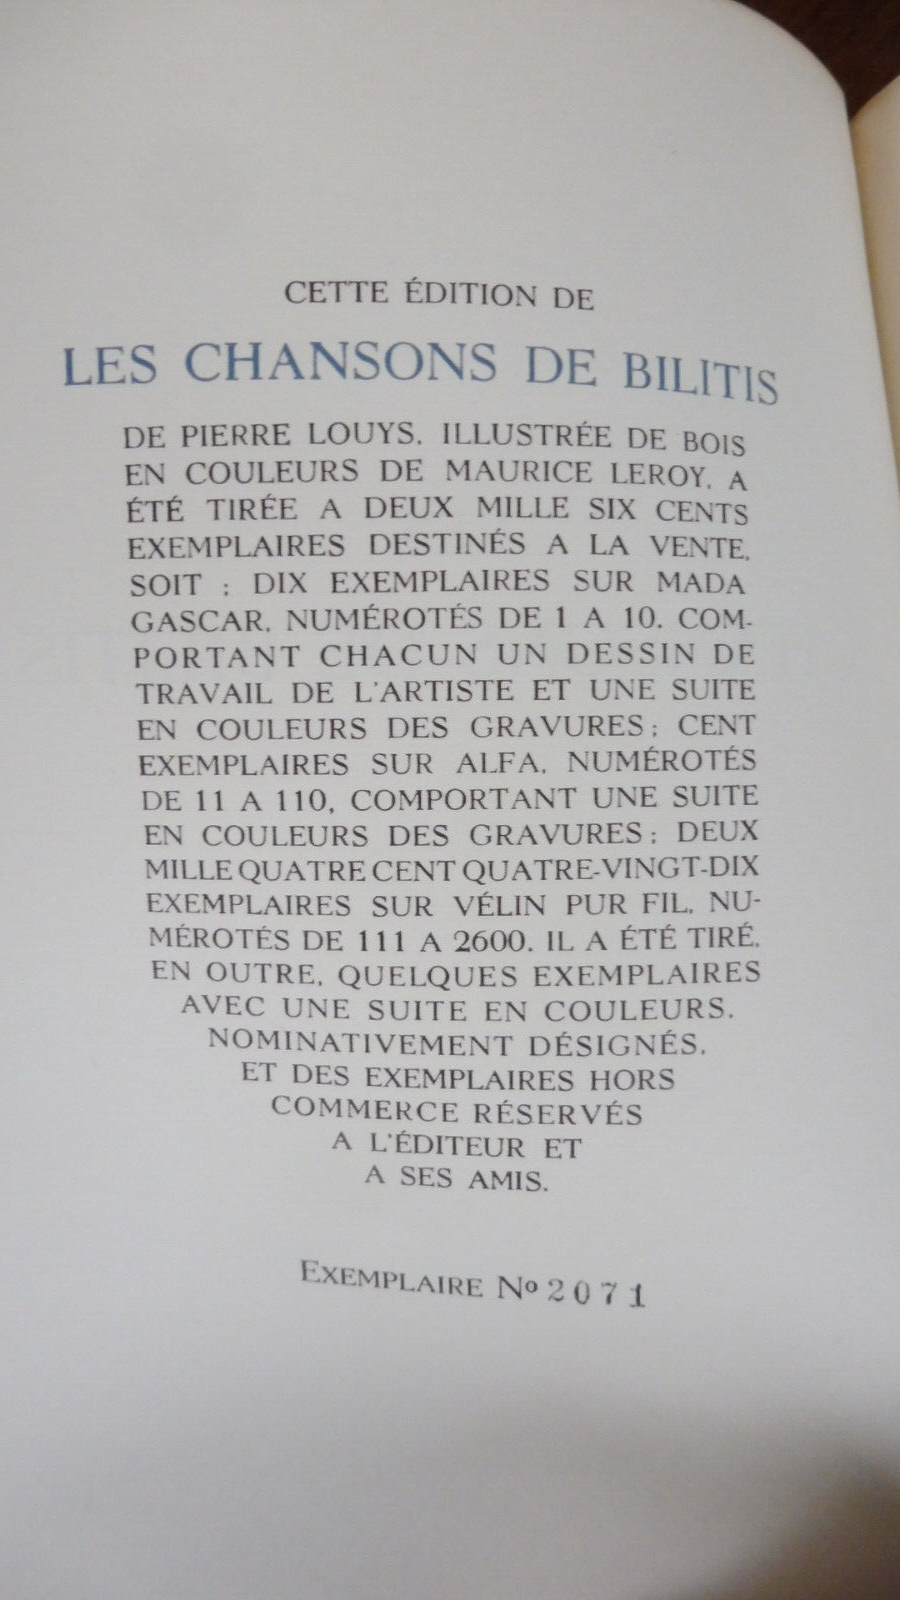 CETTE ÉDITION DE
LES CHANSONS DE BILITIS
DE PIERRE LOUYS, ILLUSTRÉE DE BOIS
EN COULEURS DE MAURICE LEROY, A
ÉTÉ TIRÉE A DEUX MILLE SIX CENTS
EXEMPLAIRES DESTINÉS A LA VENTE,
SOIT : DIX EXEMPLAIRES SUR MADA
GASCAR, NUMÉROTÉS DE 1 A 10, COM-
PORTANT CHACUN UN DESSIN DE
TRAVAIL DE L'ARTISTE ET UNE SUITE
EN COULEURS DES GRAVURES ; CENT
EXEMPLAIRES SUR ALFA, NUMÉROTÉS
DE 11 A 110, COMPORTANT UNE SUITE
EN COULEURS DES GRAVURES ; DEUX
MILLE QUATRE CENT QUATRE-VINGT-DIX
EXEMPLAIRES SUR VÉLIN PUR FIL, NU-
MÉROTÉS DE 111 A 2600. IL A ÉTÉ TIRÉ,
EN OUTRE, QUELQUES EXEMPLAIRES
AVEC UNE SUITE EN COULEURS,
NOMINATIVEMENT DÉSIGNÉS,
ET DES EXEMPLAIRES HORS
COMMERCE RÉSERVÉS
A L'ÉDITEUR ET
A SES AMIS.
EXEMPLAIRE Nº 2071